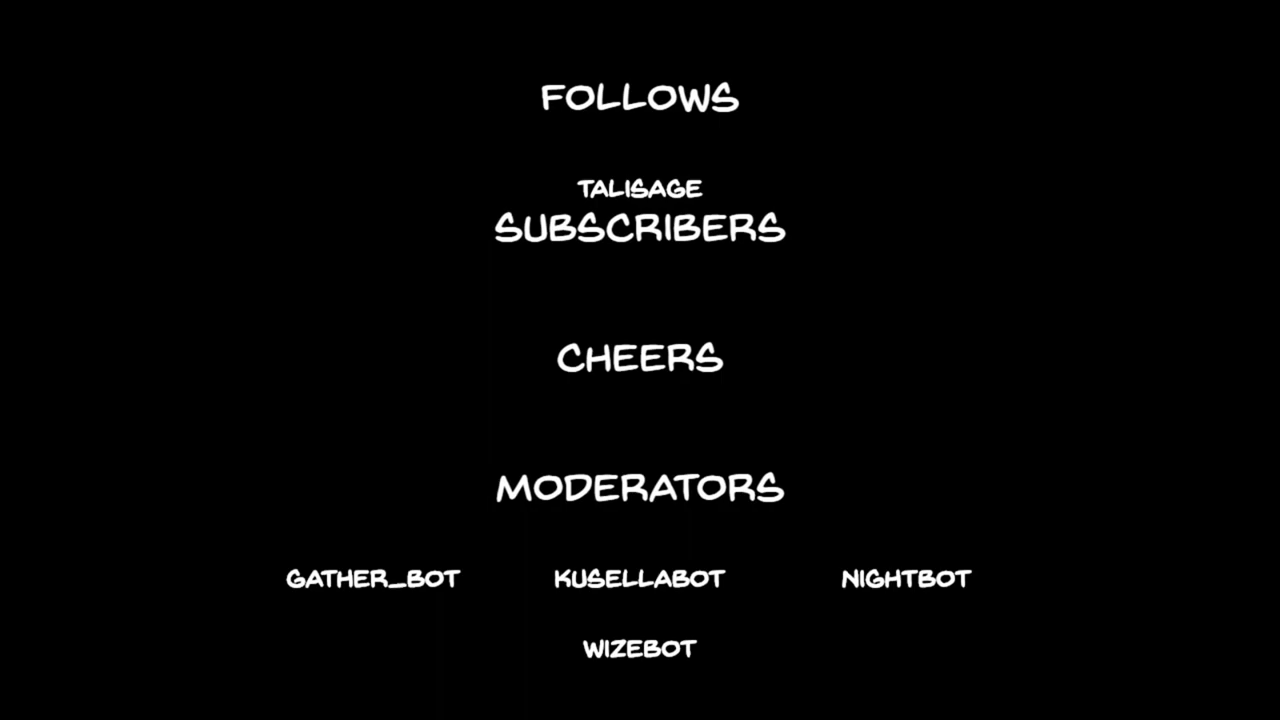 FOLLOWS
TALISAGE
SUBSCRIBERS
CHEERS
MODERATORS
GATHER_BOT KUSELLABOT NIGHTBOT
WIZEBOT